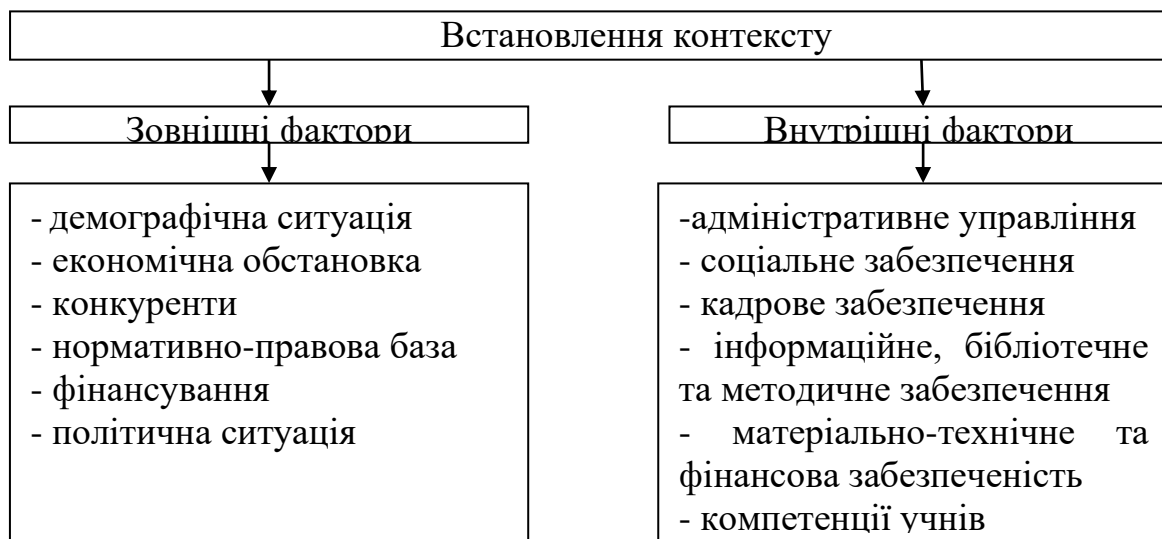 Встановлення контексту
Зовнішні фактори
Внутрішні фактори
- демографічна ситуація
- економічна обстановка
- конкуренти
- нормативно-правова база
- фінансування
- політична ситуація
-адміністративне управління
- соціальне забезпечення
- кадрове забезпечення
- інформаційне, бібліотечне
та методичне забезпечення
- матеріально-технічне та
фінансова забезпеченість
- компетенції учнів